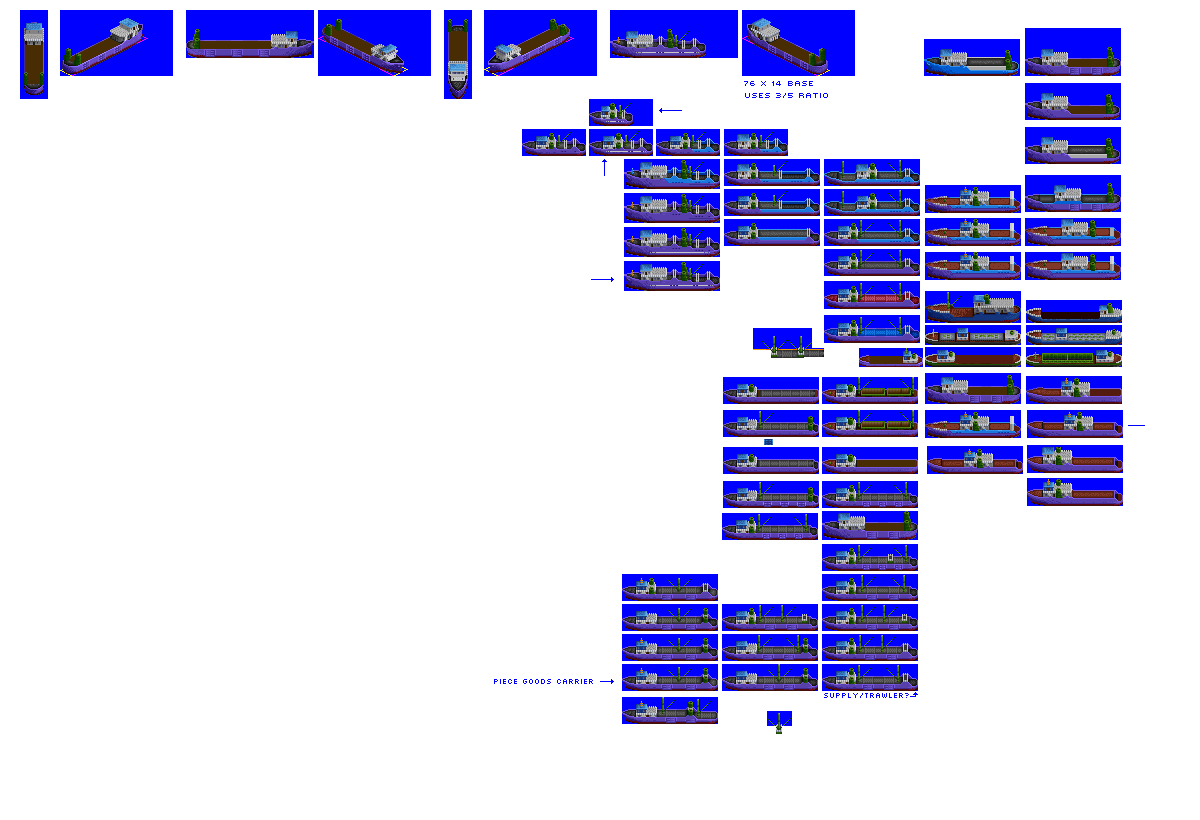 76 X 14 BASE
USES 3/5 RATIO
PIECE GOODS CARRIER
SUPPLY/TRAWLER?